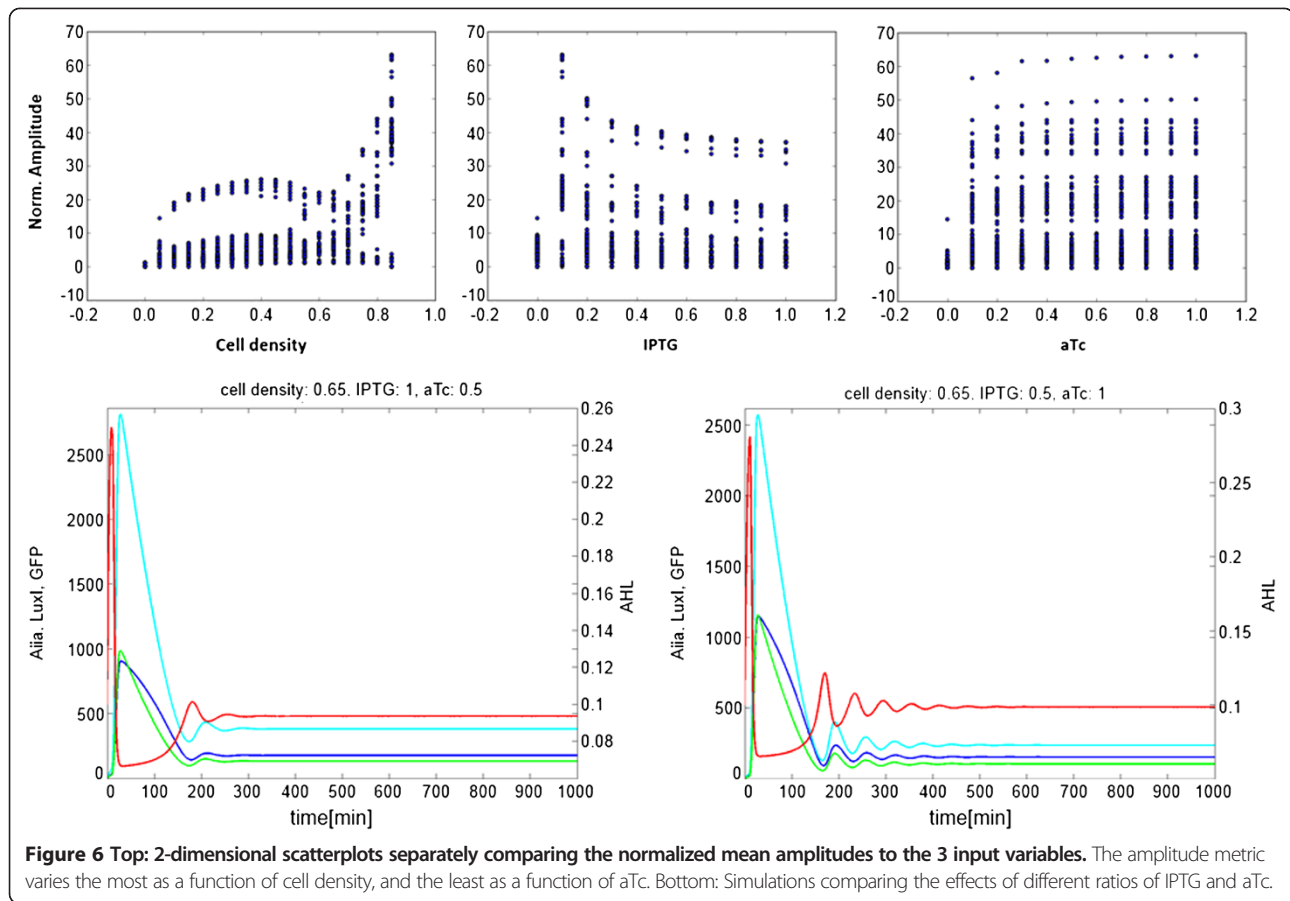 70
60
50
40
30
20
10
0
-10
Norm. Amplitude
-0.2 0.0 0.2 0.4 0.6 0.8 1.0
Cell density
70
60
50
40
30
20
10
0
-10
-0.2 0.0 0.2 0.4 0.6 0.8 1.0 1.2
IPTG
70
60
50
40
30
20
10
0
-10
-0.2 0.0 0.2 0.4 0.6 0.8 1.0 1.2
aTc
cell density: 0.65. IPTG: 1, aTc: 0.5
2500
2000
1500
1000
500
0
Aiia. LuxI, GFP
0.26
0.24
0.22
0.2
0.18
0.16
0.14
0.12
0.1
0.08
AHL
0 100 200 300 400 500 600 700 800 900 1000
time[min]
cell density: 0.65. IPTG: 0.5, aTc: 1
2500
2000
1500
1000
500
0
Aiia. LuxI, GFP
0.3
0.25
0.2
0.15
0.1
AHL
0 100 200 300 400 500 600 700 800 900 1000
time[min]
Figure 6 Top: 2-dimensional scatterplots separately comparing the normalized mean amplitudes to the 3 input variables. The amplitude metric
varies the most as a function of cell density, and the least as a function of aTc. Bottom: Simulations comparing the effects of different ratios of IPTG and aTc.